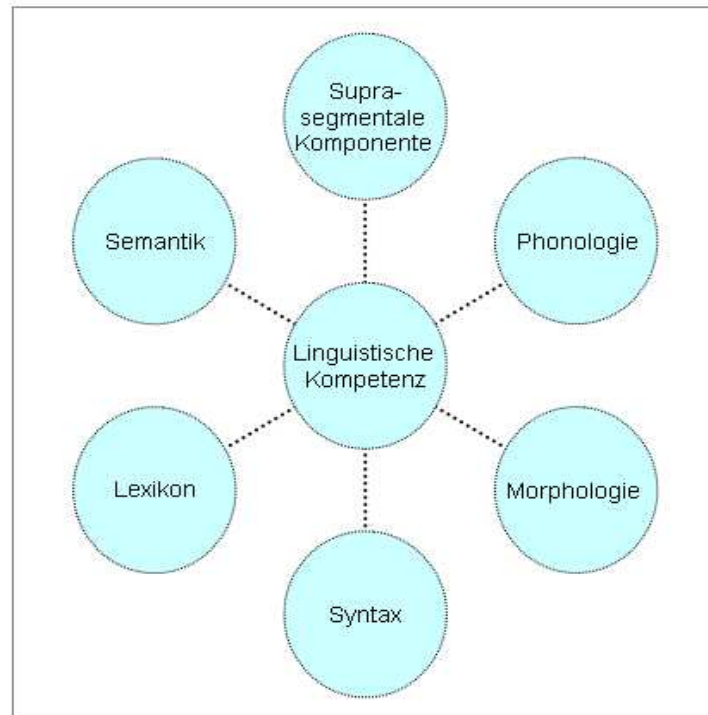 Supra-
segmentale
Komponente
Semantik
Phonologie
Linguistische
Kompetenz
Lexikon
Morphologie
Syntax